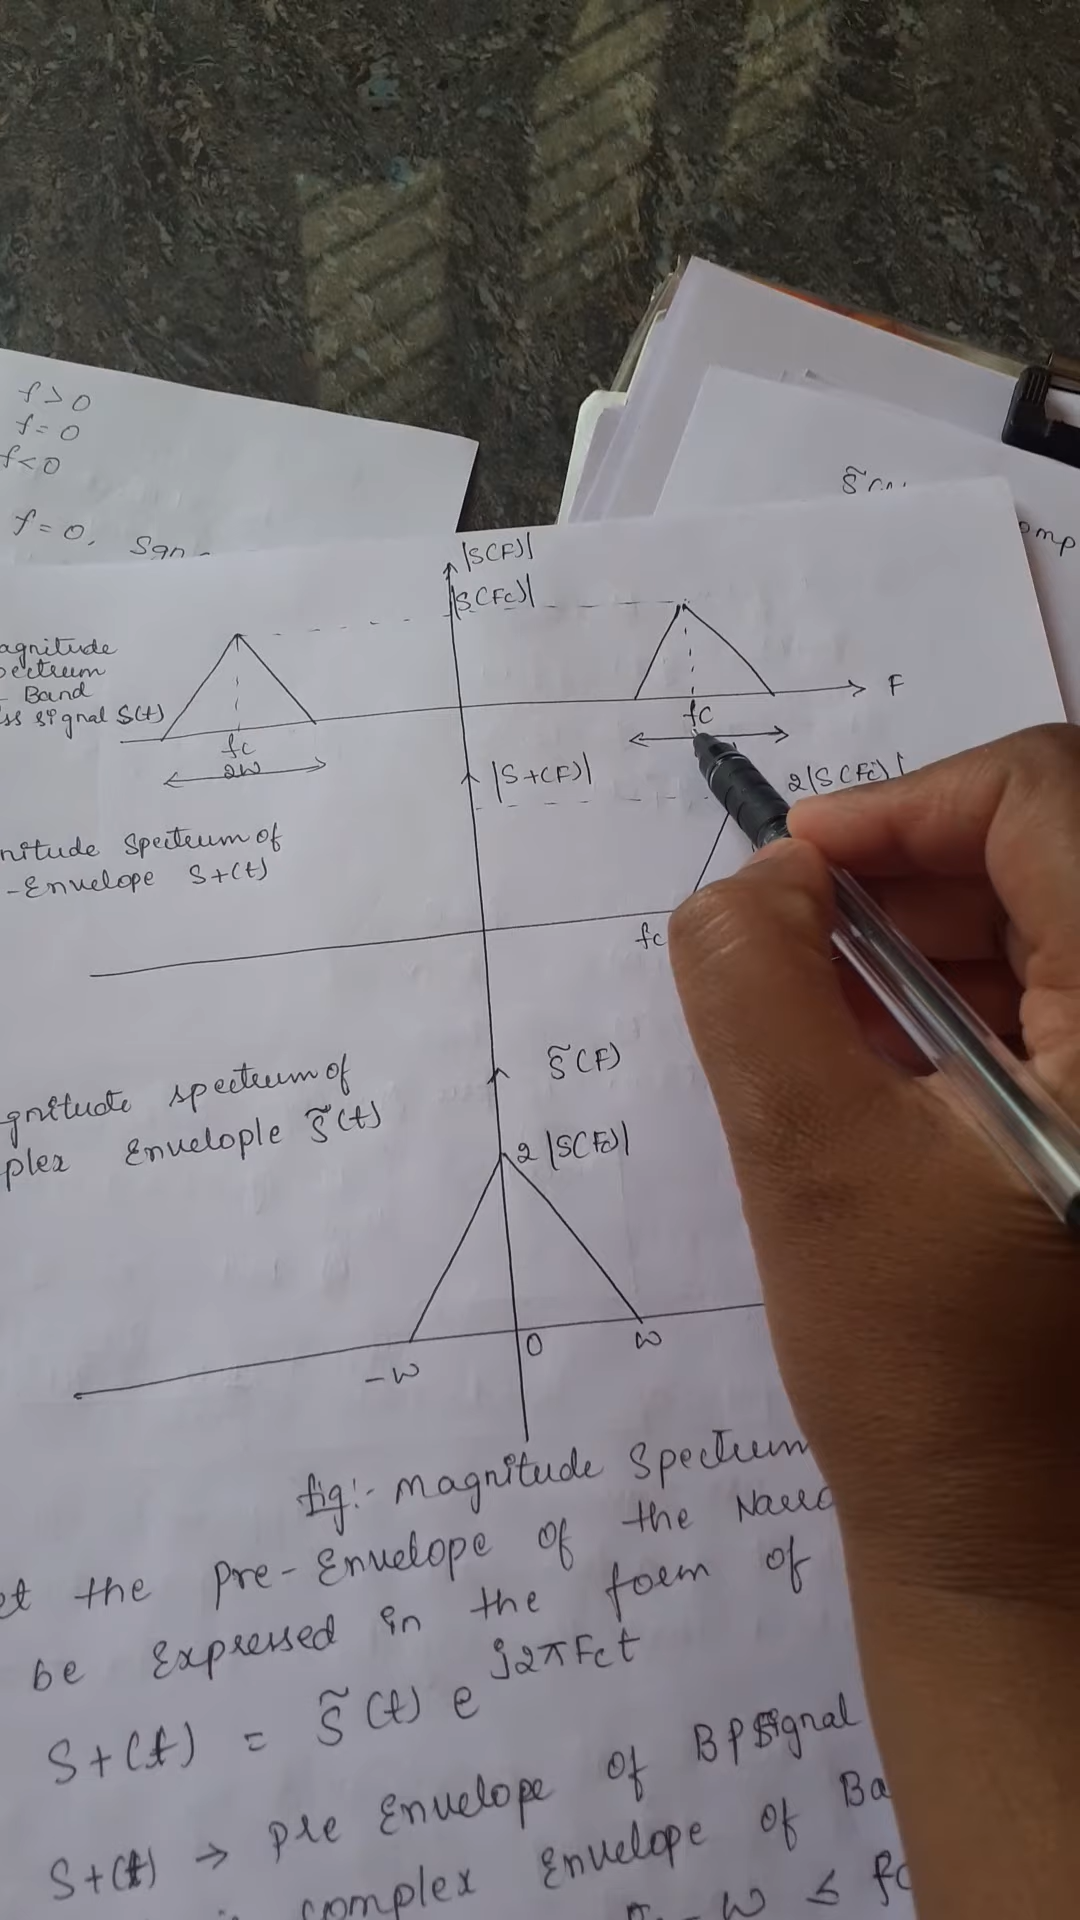 f>0
f=0
f<0
f=0,
|S(F)|
|S(Fc)|
agnitude
pectrum
Band
ss signal S(t)
fc
2W
fc
F
|S+(F)|
2|S(Fc)|
nitude Spectrum of
-Envelope S+(t)
fc
S̃(F)
gnitude spectrum of
plex Envelople S̃(t)
2|S(Fc)|
-W
0
W
fig:- Magnitude Spectrum
the Pre-Envelope of the
be Expressed in the form of
S+(t) = S̃(t) e^j2πFct
S+(t) → pre Envelope of BP signal
complex Envelope of Ba
W ≤ fc